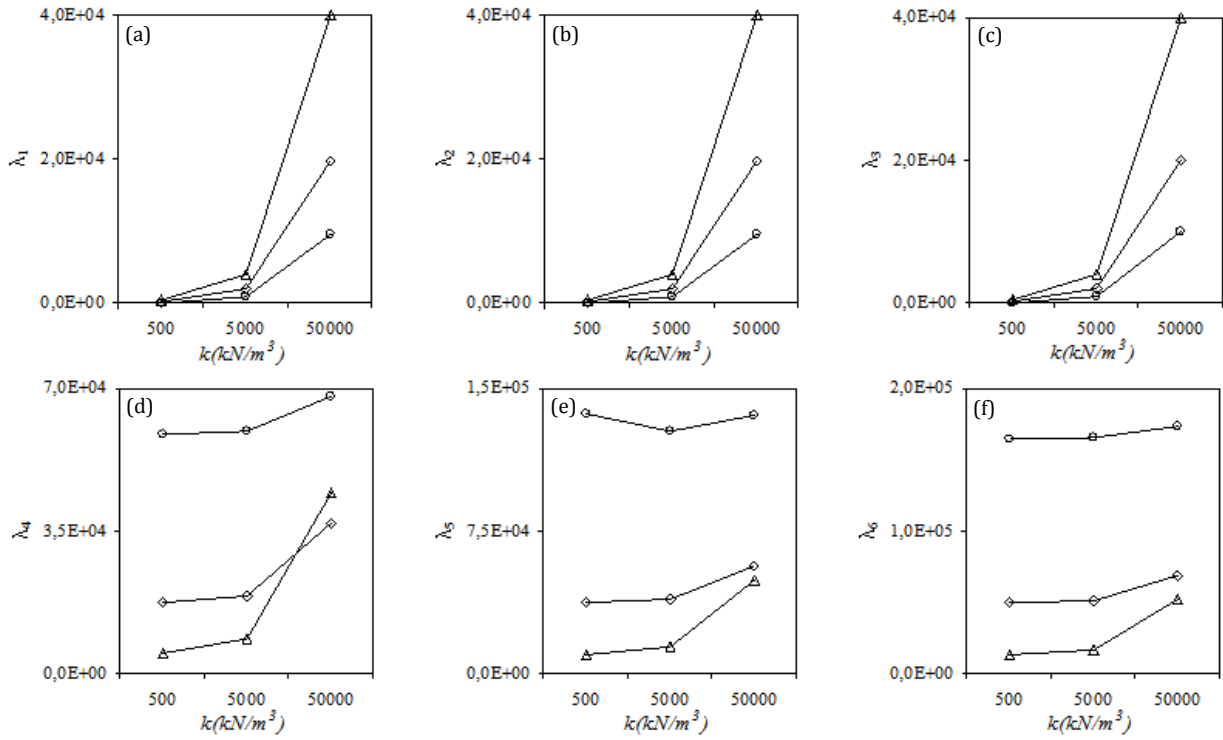 4,0E+04
(a)
λ1
2,0E+04
0,0E+00
500
5000
50000
k(kN/m³)
4,0E+04
(b)
λ2
2,0E+04
0,0E+00
500
5000
50000
k(kN/m³)
4,0E+04
(c)
λ3
2,0E+04
0,0E+00
500
5000
50000
k(kN/m³)
7,0E+04
(d)
λ4
3,5E+04
0,0E+00
500
5000
50000
k(kN/m³)
1,5E+05
(e)
λ5
7,5E+04
0,0E+00
500
5000
50000
k(kN/m³)
2,0E+05
(f)
λ6
1,0E+05
0,0E+00
500
5000
50000
k(kN/m³)